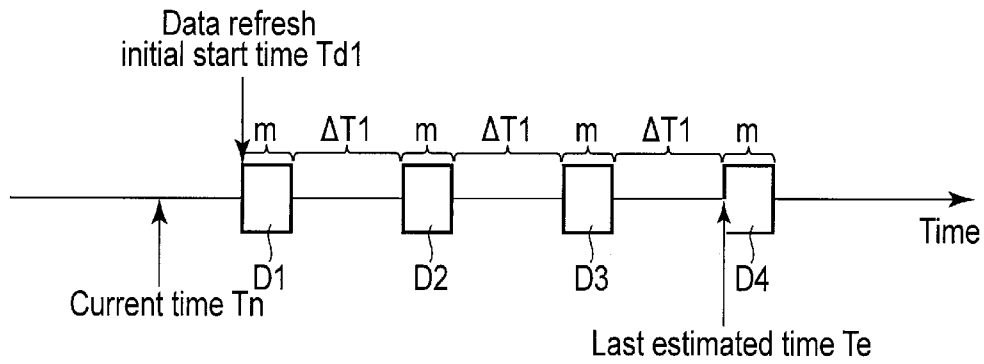 Data refresh
initial start time Td1
m ΔT1 m ΔT1 m ΔT1 m
Time
D1 D2 D3 D4
Current time Tn
Last estimated time Te